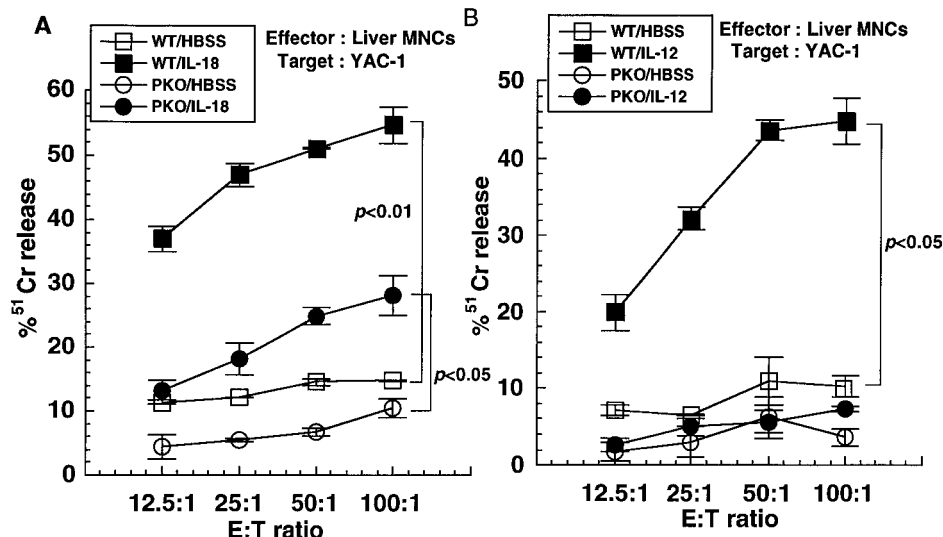 A
WT/HBSS
WT/IL-18
PKO/HBSS
PKO/IL-18
Effector : Liver MNCs
Target : YAC-1
60
50
40
30
20
10
0
% 51 Cr release
p<0.01
p<0.05
12.5:1 25:1 50:1 100:1
E:T ratio
B
WT/HBSS
WT/IL-12
PKO/HBSS
PKO/IL-12
Effector : Liver MNCs
Target : YAC-1
50
40
30
20
10
0
% 51 Cr release
p<0.05
12.5:1 25:1 50:1 100:1
E:T ratio